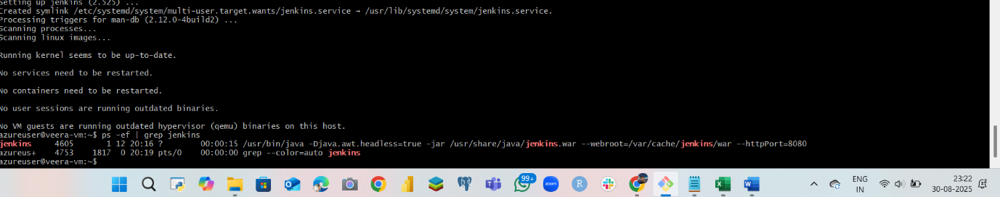 Setting up jenkins (2.525) ...
Created symlink /etc/systemd/system/multi-user.target.wants/jenkins.service → /usr/lib/systemd/system/jenkins.service.
Processing triggers for man-db (2.12.0-4build2) ...
Scanning processes...
Scanning linux images...
Running kernel seems to be up-to-date.
No services need to be restarted.
No containers need to be restarted.
No user sessions are running outdated binaries.
No VM guests are running outdated hypervisor (qemu) binaries on this host.
azureuser@veera-vm:~$ ps -ef | grep jenkins
jenkins 4605 1 12 20:16 ? 00:00:15 /usr/bin/java -Djava.awt.headless=true -jar /usr/share/java/jenkins.war --webroot=/var/cache/jenkins/war --httpPort=8080
azureus+ 4753 1817 0 20:19 pts/0 00:00:00 grep --color=auto jenkins
azureuser@veera-vm:~$
99+
zoom
R
ENG
IN
23:22
30-08-2025